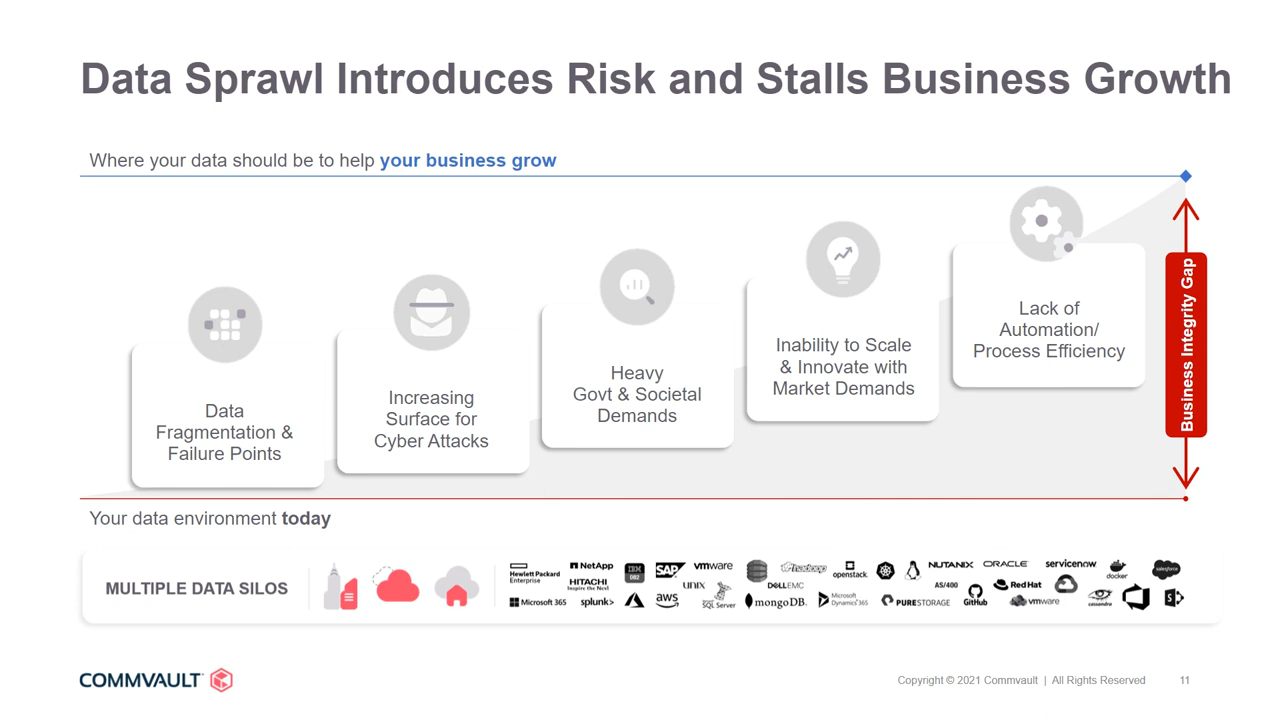 Data Sprawl Introduces Risk and Stalls Business Growth
Where your data should be to help your business grow
Data
Fragmentation &
Failure Points
Increasing
Surface for
Cyber Attacks
Heavy
Govt & Societal
Demands
Inability to Scale
& Innovate with
Market Demands
Lack of
Automation/
Process Efficiency
Business Integrity Gap
Your data environment today
MULTIPLE DATA SILOS
Hewlett Packard
Enterprise
NetApp
IBM
DB2
SAP
vmware
hadoop
openstack.
NUTANIX
ORACLE
servicenow
docker
salesforce
HITACHI
Inspire the Next
UNIX
DELLEMC
AS/400
Red Hat
Microsoft 365
splunk>
aws
SQL Server
mongoDB.
Microsoft
Dynamics 365
PURESTORAGE
GitHub
vmware
cassandra
S
COMMVAULT
Copyright © 2021 Commvault | All Rights Reserved
11